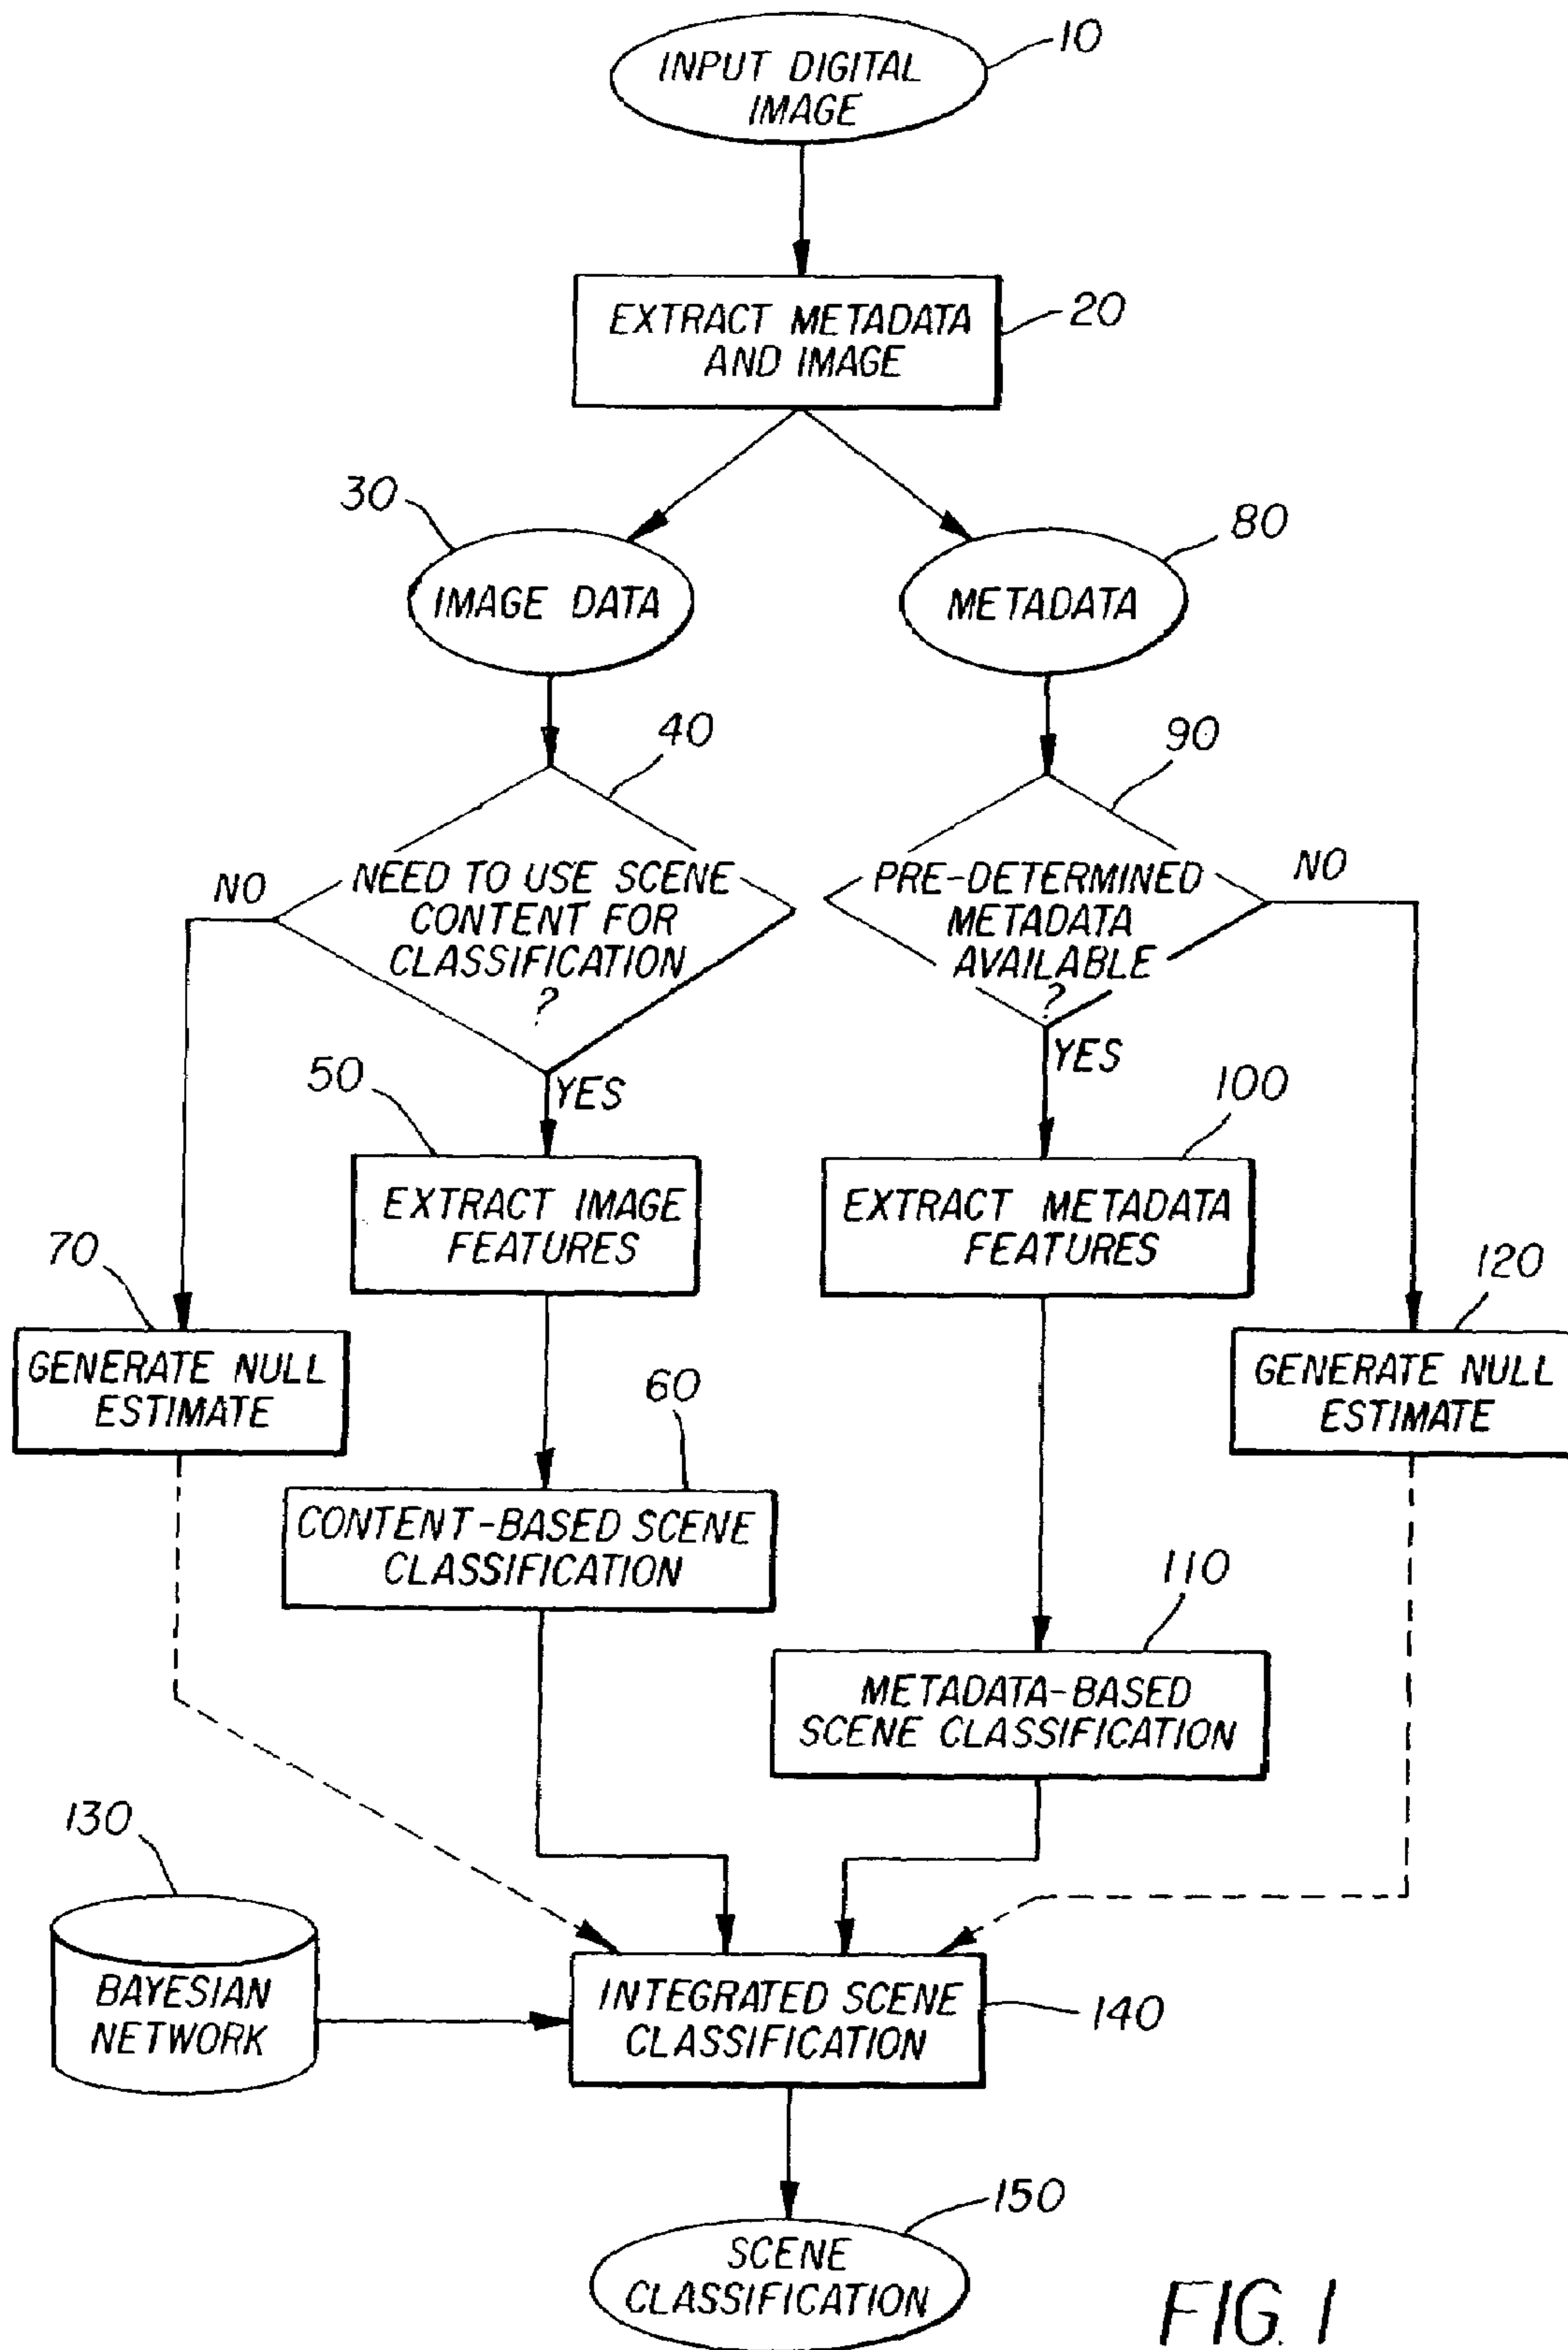 10
INPUT DIGITAL
IMAGE
20
EXTRACT METADATA
AND IMAGE
30
IMAGE DATA
80
METADATA
40
NEED TO USE SCENE
CONTENT FOR
CLASSIFICATION
?
NO
YES
90
PRE-DETERMINED
METADATA
AVAILABLE
?
NO
YES
50
EXTRACT IMAGE
FEATURES
100
EXTRACT METADATA
FEATURES
70
GENERATE NULL
ESTIMATE
120
GENERATE NULL
ESTIMATE
60
CONTENT-BASED SCENE
CLASSIFICATION
110
METADATA-BASED
SCENE CLASSIFICATION
130
BAYESIAN
NETWORK
INTEGRATED SCENE
CLASSIFICATION
140
150
SCENE
CLASSIFICATION
FIG. 1